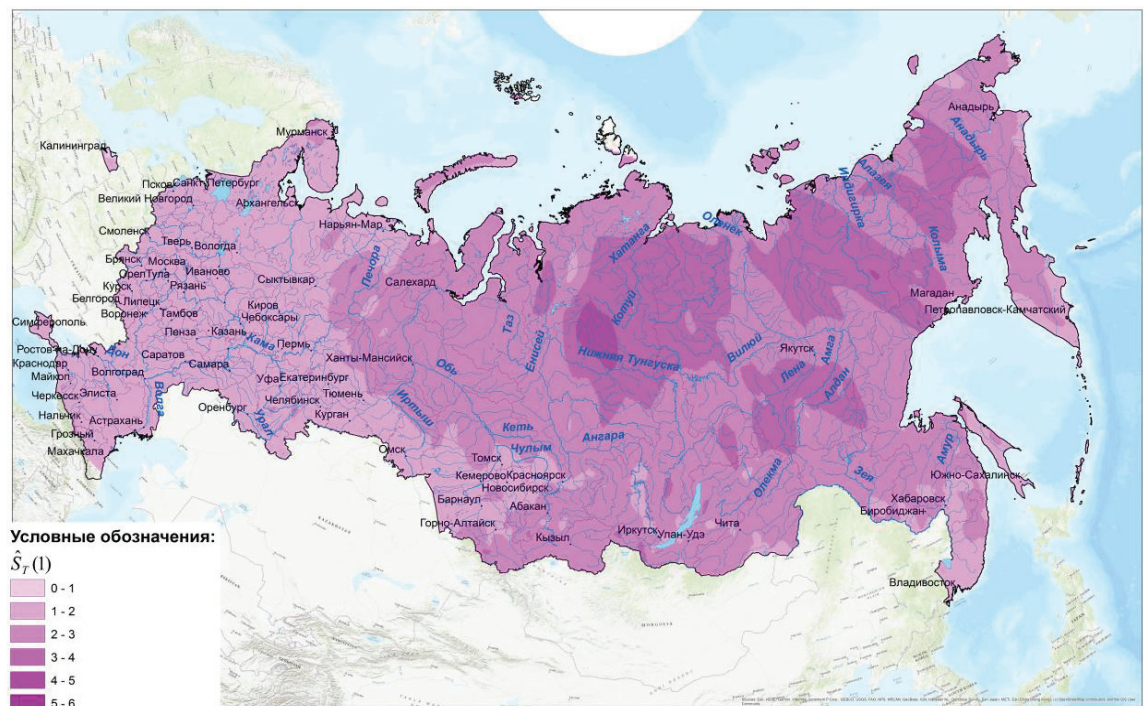 Анадырь
Анадырь
Мурманск
Калининград
Алазея
Псков
Санкт-Петербург
Индигирка
Великий Новгород
Архангельск
Оленёк
Нарьян-Мар
Хатанга
Колыма
Смоленск
Тверь
Вологда
Печора
Брянск
Москва
Орел
Тула
Иваново
Сыктывкар
Салехард
Курск
Рязань
Магадан
Белгород
Липецк
Киров
Котуй
Петропавловск-Камчатский
Воронеж
Тамбов
Чебоксары
Симферополь
Пенза
Казань
Кама
Пермь
Таз
Енисей
Вилюй
Якутск
Амга
Ростов-на-Дону
Дон
Саратов
Ханты-Мансийск
Нижняя Тунгуска
Краснодар
Волгоград
Самара
Обь
Лена
Алдан
Майкоп
Уфа
Екатеринбург
Черкесск
Элиста
Волга
Челябинск
Тюмень
Иртыш
Нальчик
Астрахань
Оренбург
Урал
Курган
Кеть
Ангара
Грозный
Чулым
Амур
Махачкала
Омск
Томск
Зея
Кемерово
Красноярск
Олекма
Южно-Сахалинск
Новосибирск
Барнаул
Абакан
Хабаровск
Биробиджан
Горно-Алтайск
Кызыл
Иркутск
Улан-Удэ
Чита
Владивосток
Условные обозначения:
Ŝ_T (1)
0 - 1
1 - 2
2 - 3
3 - 4
4 - 5
5 - 6